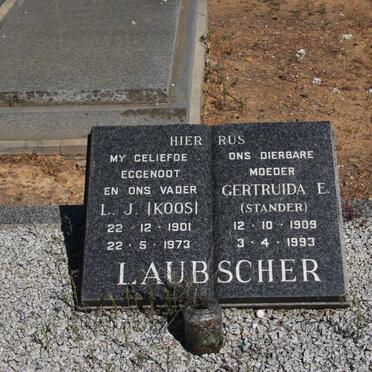 HIER RUS
MY GELIEFDE
EGGENOOT
EN ONS VADER
L. J. (KOOS)
22 - 12 - 1901
22 - 5 - 1973
ONS DIERBARE
MOEDER
GERTRUIDA E.
(STANDER)
12 - 10 - 1909
3 - 4 - 1993
LAUBSCHER